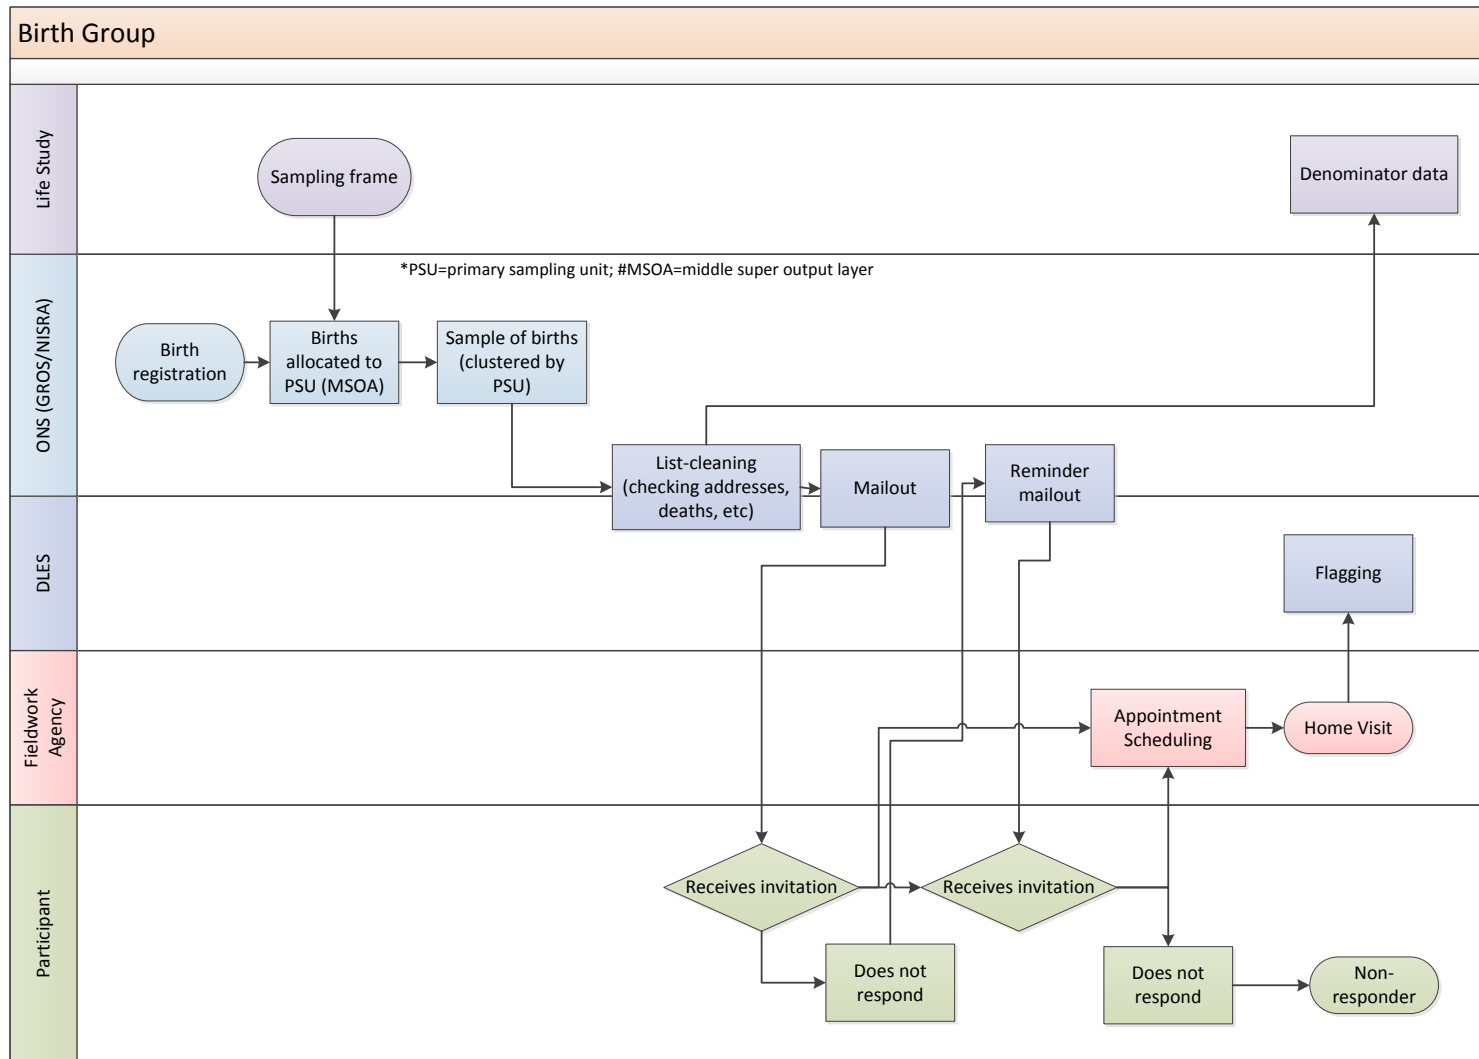 Birth Group
Life Study
Sampling frame
Denominator data
ONS (GROS/NISRA)
*PSU=primary sampling unit; #MSOA=middle super output layer
Birth
registration
Births
allocated to
PSU (MSOA)
Sample of births
(clustered by
PSU)
List-cleaning
(checking addresses,
deaths, etc)
Mailout
Reminder
mailout
DLES
Flagging
Fieldwork
Agency
Appointment
Scheduling
Home Visit
Participant
Receives invitation
Receives invitation
Does not
respond
Does not
respond
Non-
responder